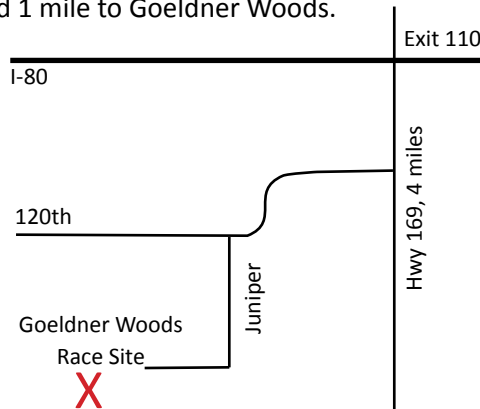 d 1 mile to Goeldner Woods.
Exit 110
I-80
Hwy 169, 4 miles
120th
Juniper
Goeldner Woods
Race Site
X